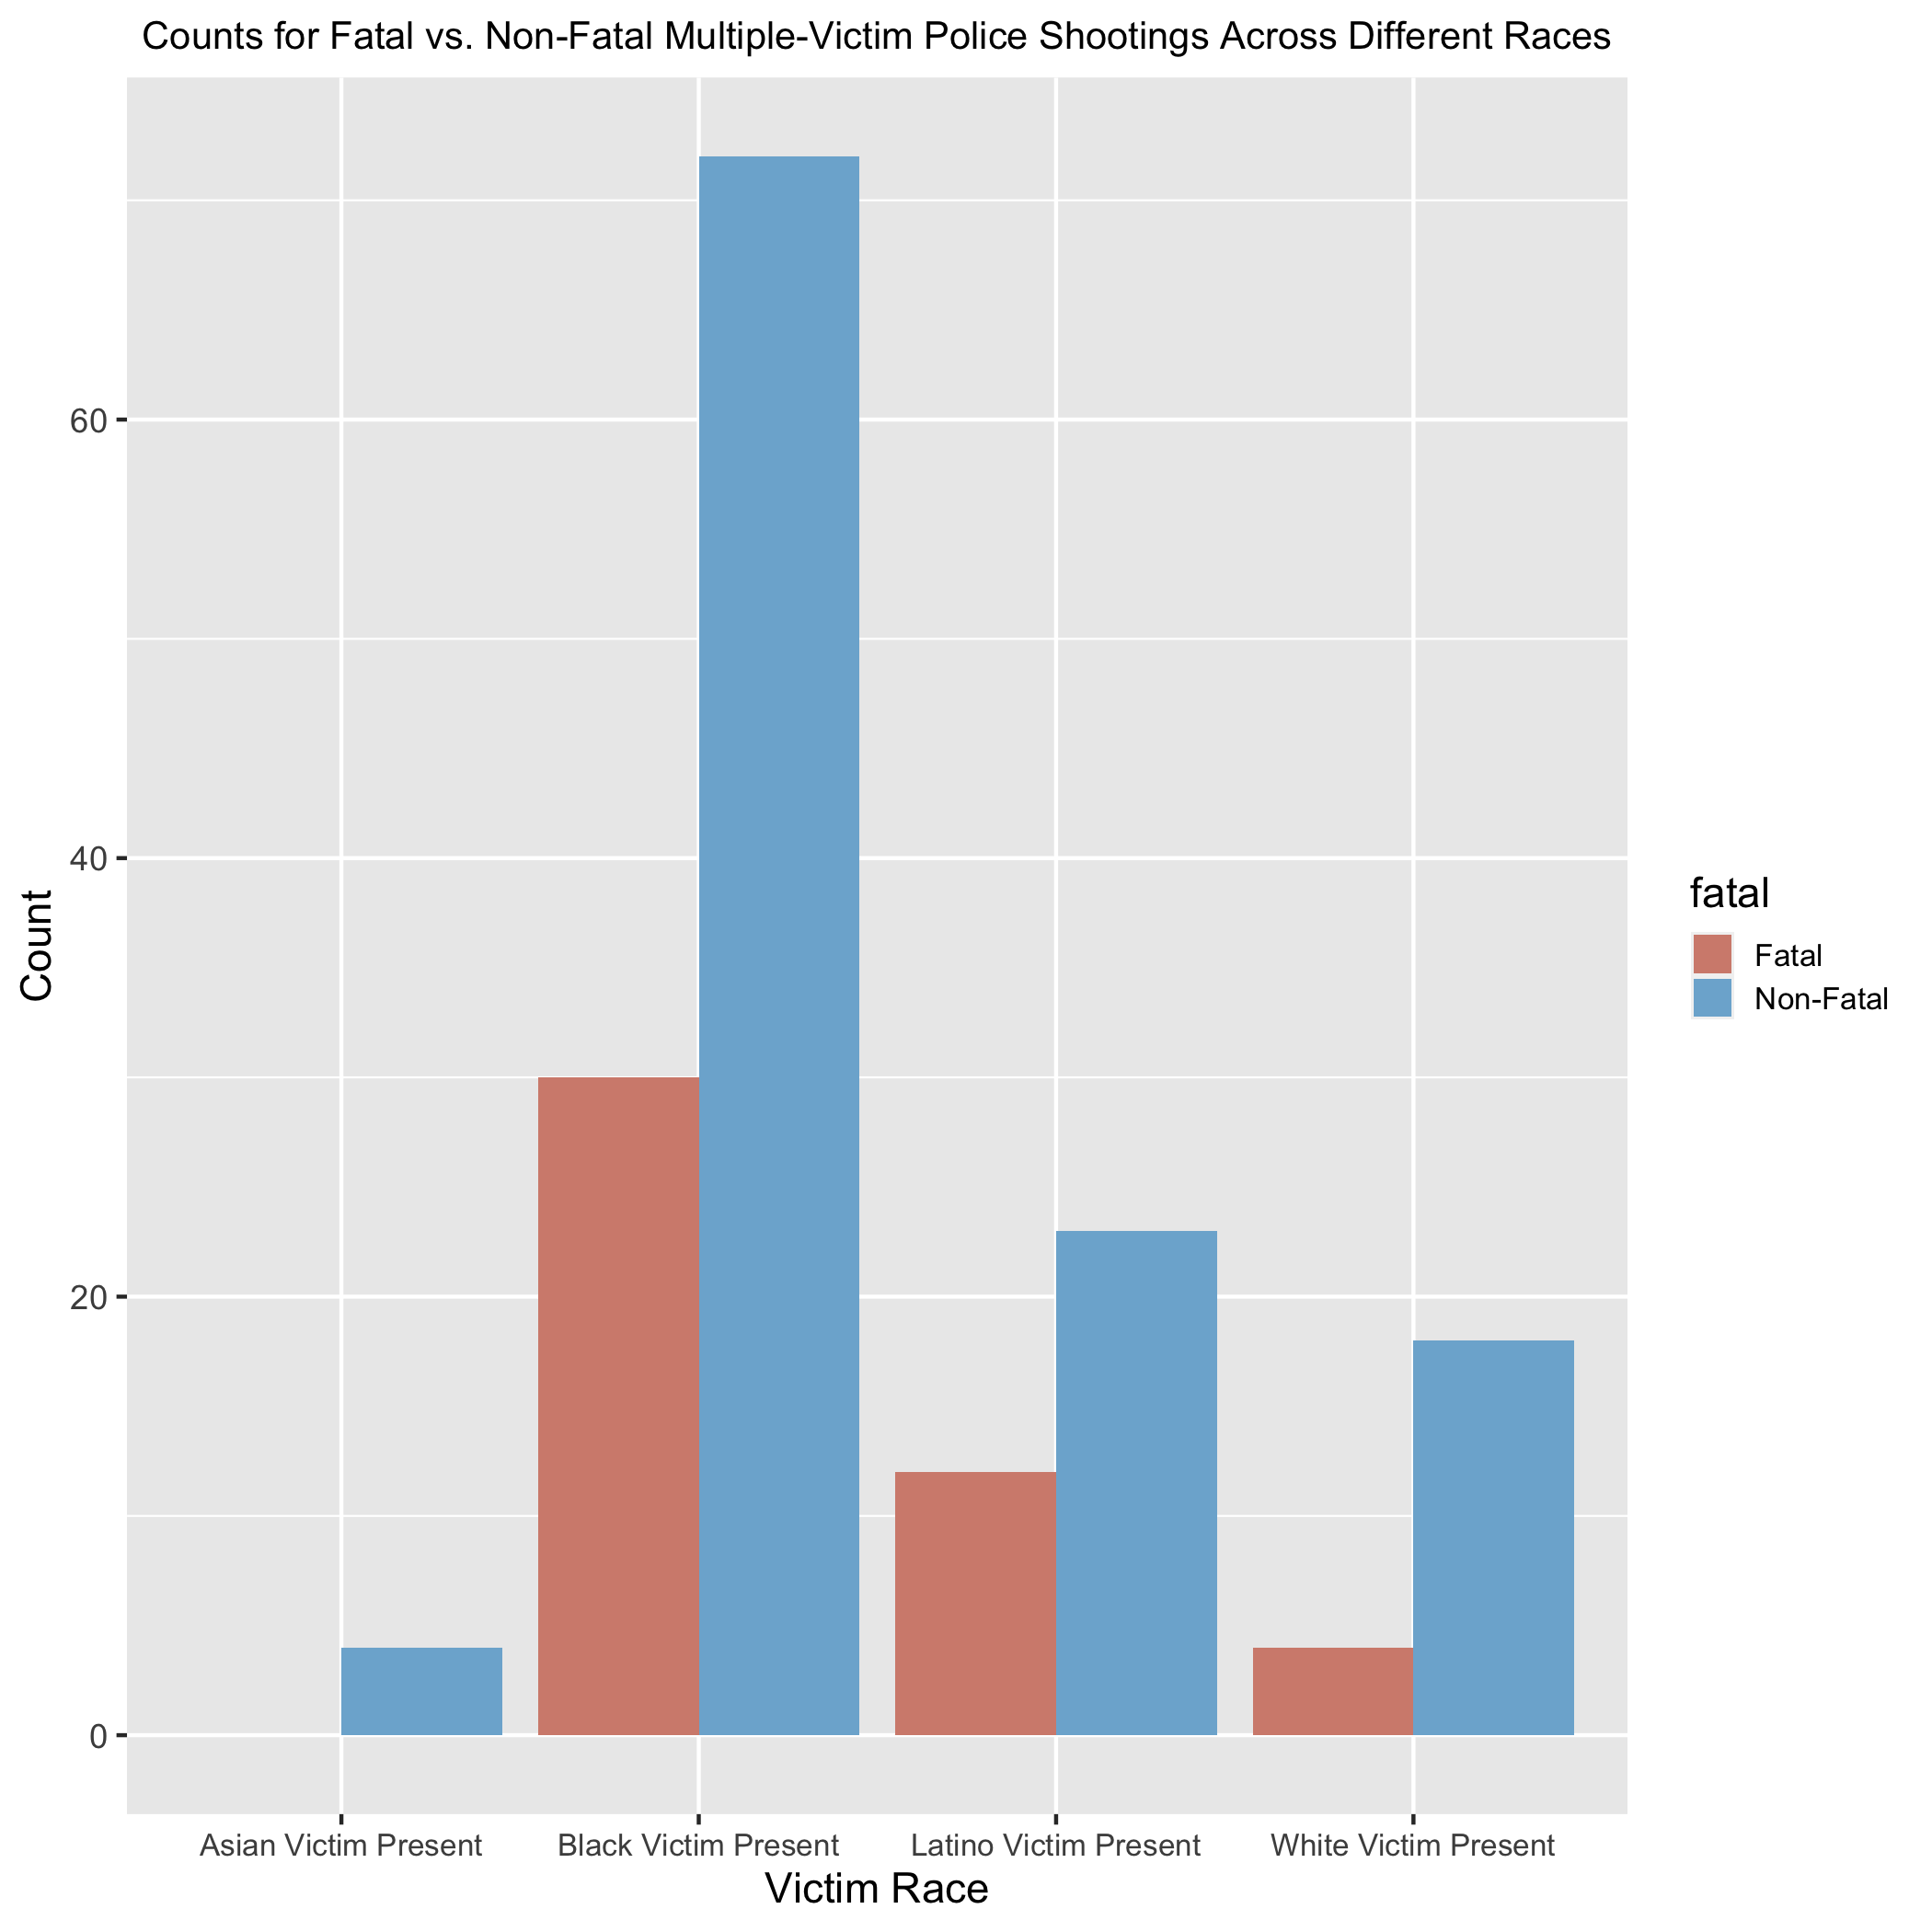 Counts for Fatal vs. Non-Fatal Multiple-Victim Police Shootings Across Different Races
Count
60
40
20
0
Asian Victim Present
Black Victim Present
Latino Victim Present
White Victim Present
Victim Race
fatal
Fatal
Non-Fatal